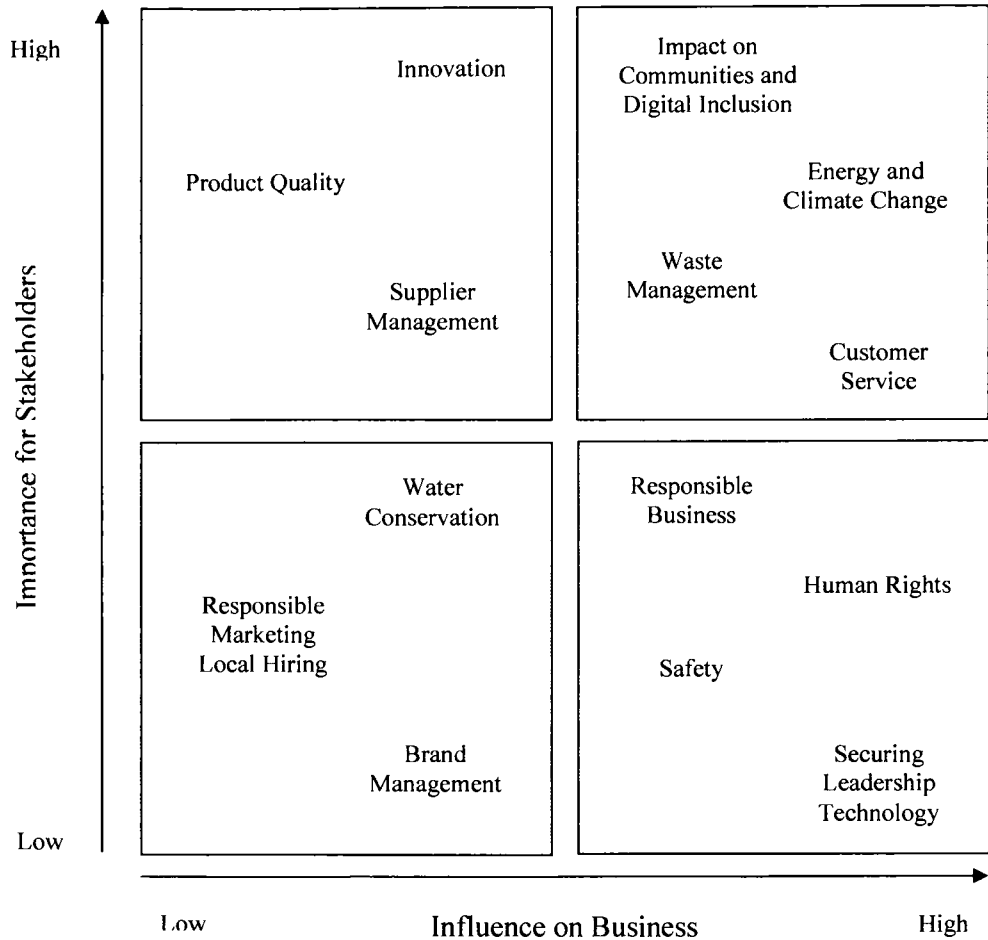 High
Innovation
Product Quality
Supplier
Management
Impact on
Communities and
Digital Inclusion
Energy and
Climate Change
Waste
Management
Customer
Service
Importance for Stakeholders
Water
Conservation
Responsible
Marketing
Local Hiring
Brand
Management
Responsible
Business
Human Rights
Safety
Securing
Leadership
Technology
Low
Low
Influence on Business
High